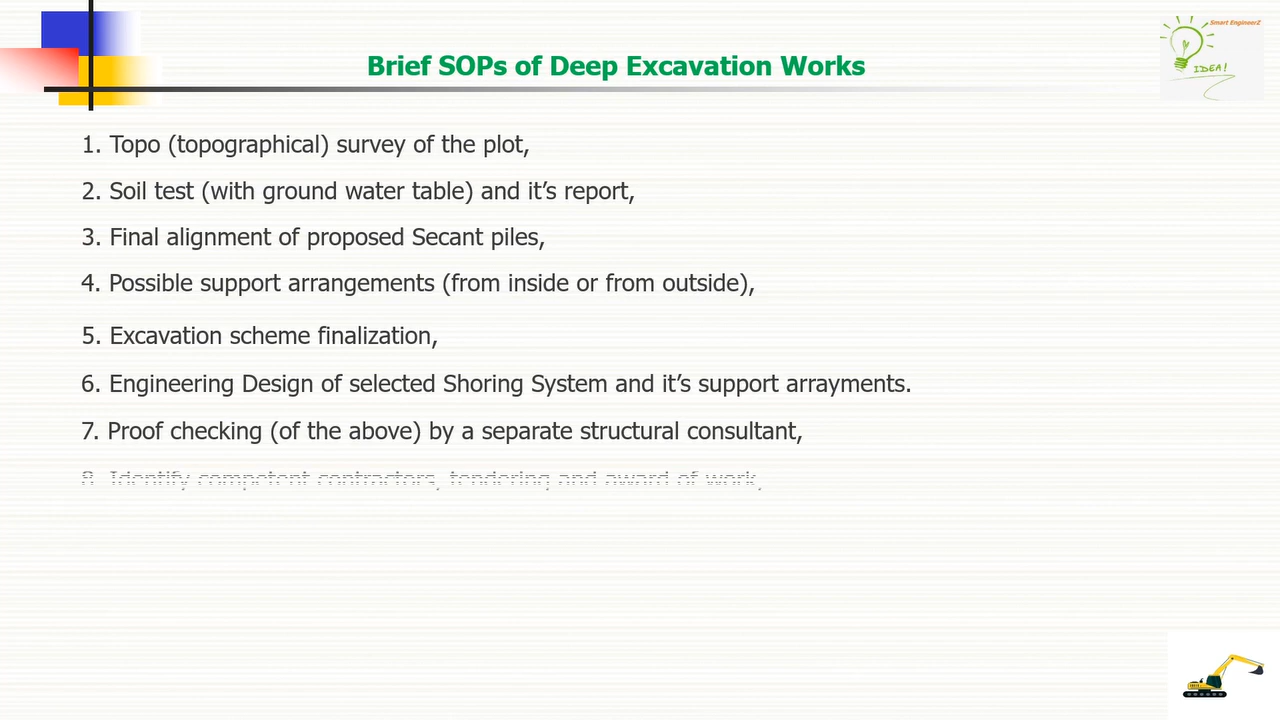 Smart EngineerZ
Brief SOPs of Deep Excavation Works
IDEA!
1. Topo (topographical) survey of the plot,
2. Soil test (with ground water table) and it’s report,
3. Final alignment of proposed Secant piles,
4. Possible support arrangements (from inside or from outside),
5. Excavation scheme finalization,
6. Engineering Design of selected Shoring System and it’s support arrayments.
7. Proof checking (of the above) by a separate structural consultant,
8. Identify competent contractors, tendering and award of work,